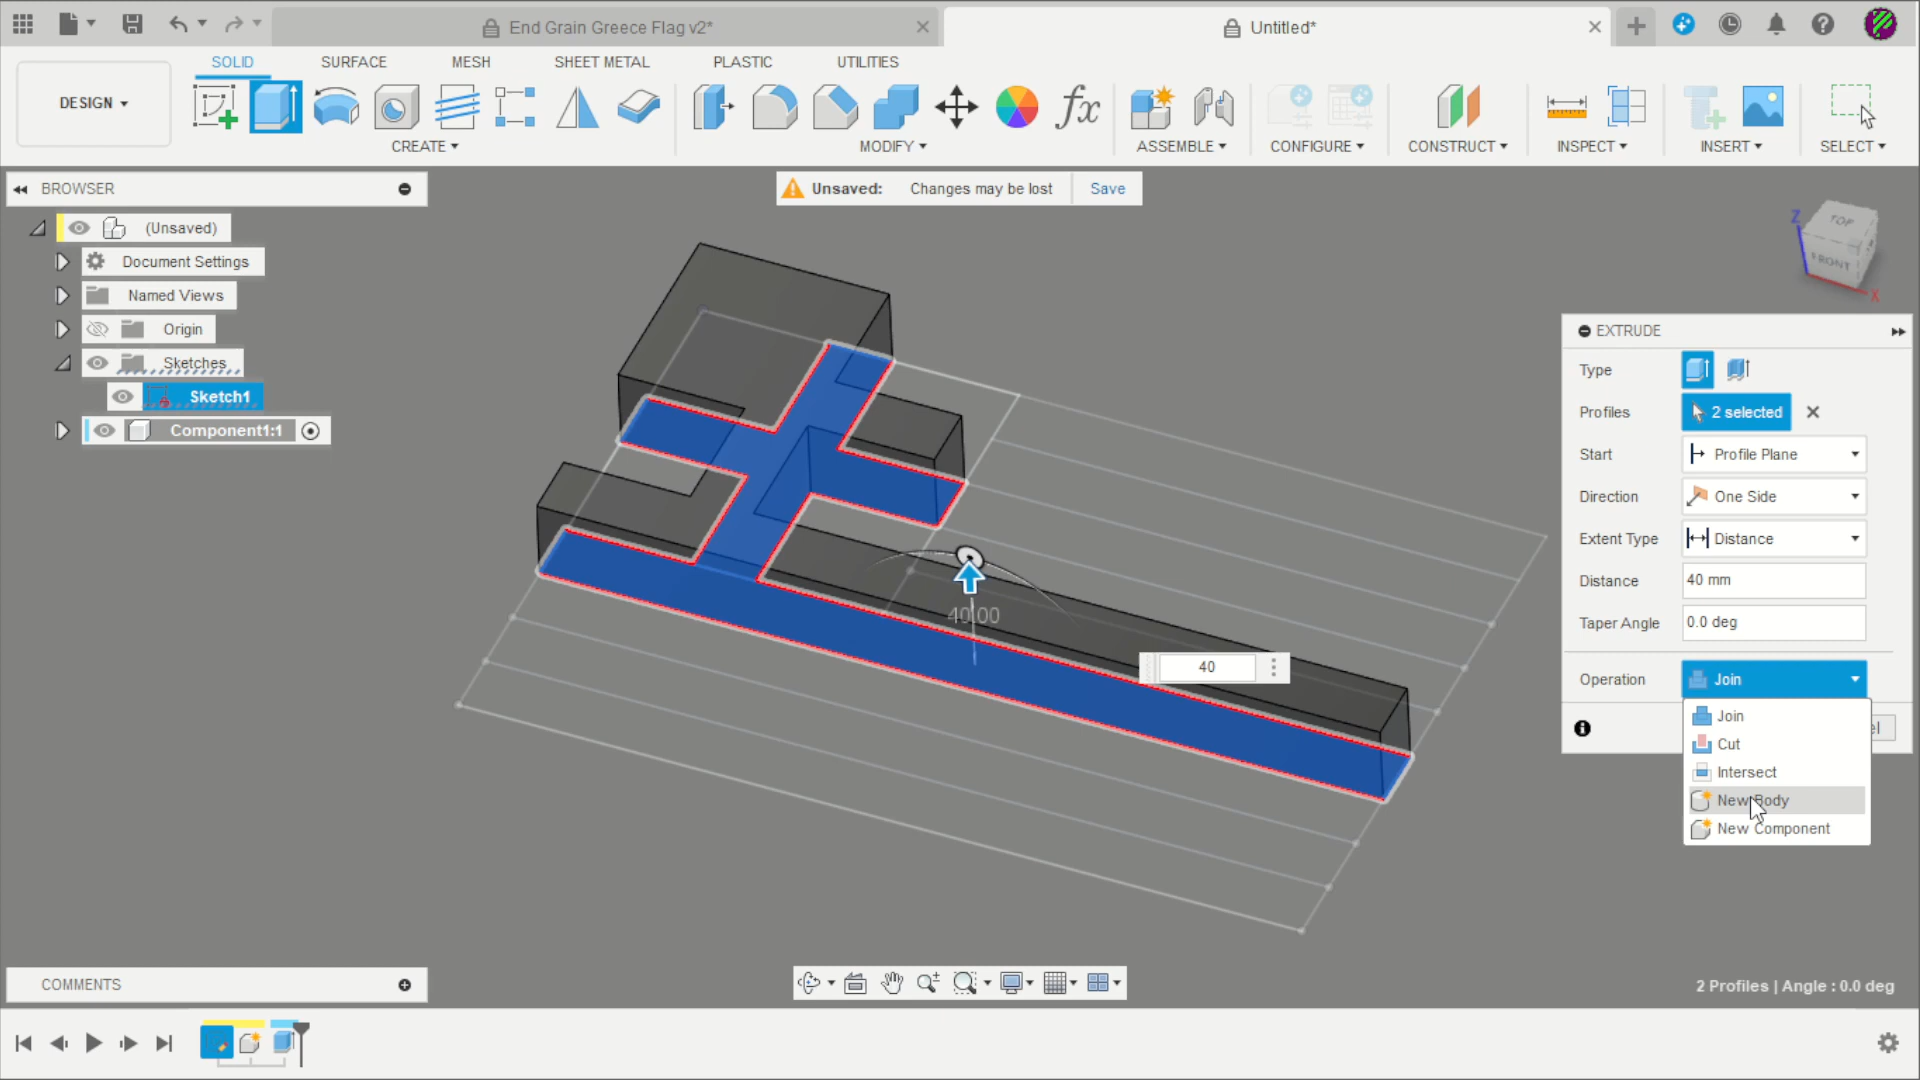 End Grain Greece Flag v2*
Untitled*
DESIGN
SOLID
SURFACE
MESH
SHEET METAL
PLASTIC
UTILITIES
CREATE
MODIFY
ASSEMBLE
CONFIGURE
CONSTRUCT
INSPECT
INSERT
SELECT
BROWSER
(Unsaved)
Document Settings
Named Views
Origin
Sketches
Sketch1
Component1:1
Unsaved: Changes may be lost Save
TOP
FRONT
Z
X
40.00
40
EXTRUDE
Type
Profiles 2 selected
Start Profile Plane
Direction One Side
Extent Type Distance
Distance 40 mm
Taper Angle 0.0 deg
Operation Join
Join
Cut
Intersect
New Body
New Component
COMMENTS
2 Profiles | Angle : 0.0 deg